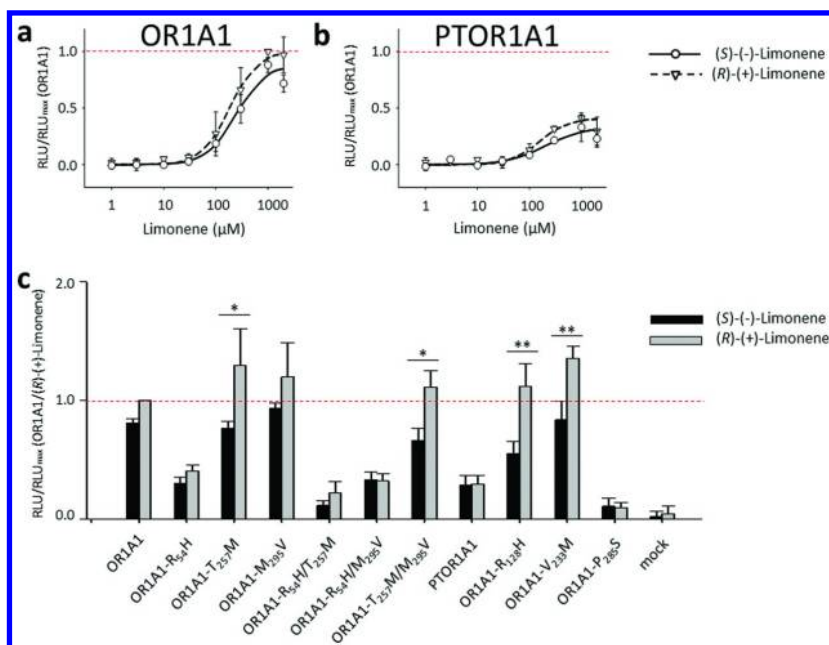 a
OR1A1
RLU/RLUmax (OR1A1)
1.0
0.5
0.0
1
10
100
1000
Limonene (µM)
b
PTOR1A1
RLU/RLUmax (OR1A1)
1.0
0.5
0.0
1
10
100
1000
Limonene (µM)
(S)-(-)-Limonene
(R)-(+)-Limonene
c
RLU/RLUmax (OR1A1/(R)-(+)-Limonene)
2.0
1.0
0.0
*
*
**
**
(S)-(-)-Limonene
(R)-(+)-Limonene
OR1A1
OR1A1-R54H
OR1A1-T257M
OR1A1-M295V
OR1A1-R54H/T257M
OR1A1-R54H/M295V
OR1A1-T257M/M295V
PTOR1A1
OR1A1-R128H
OR1A1-V233M
OR1A1-P285S
mock